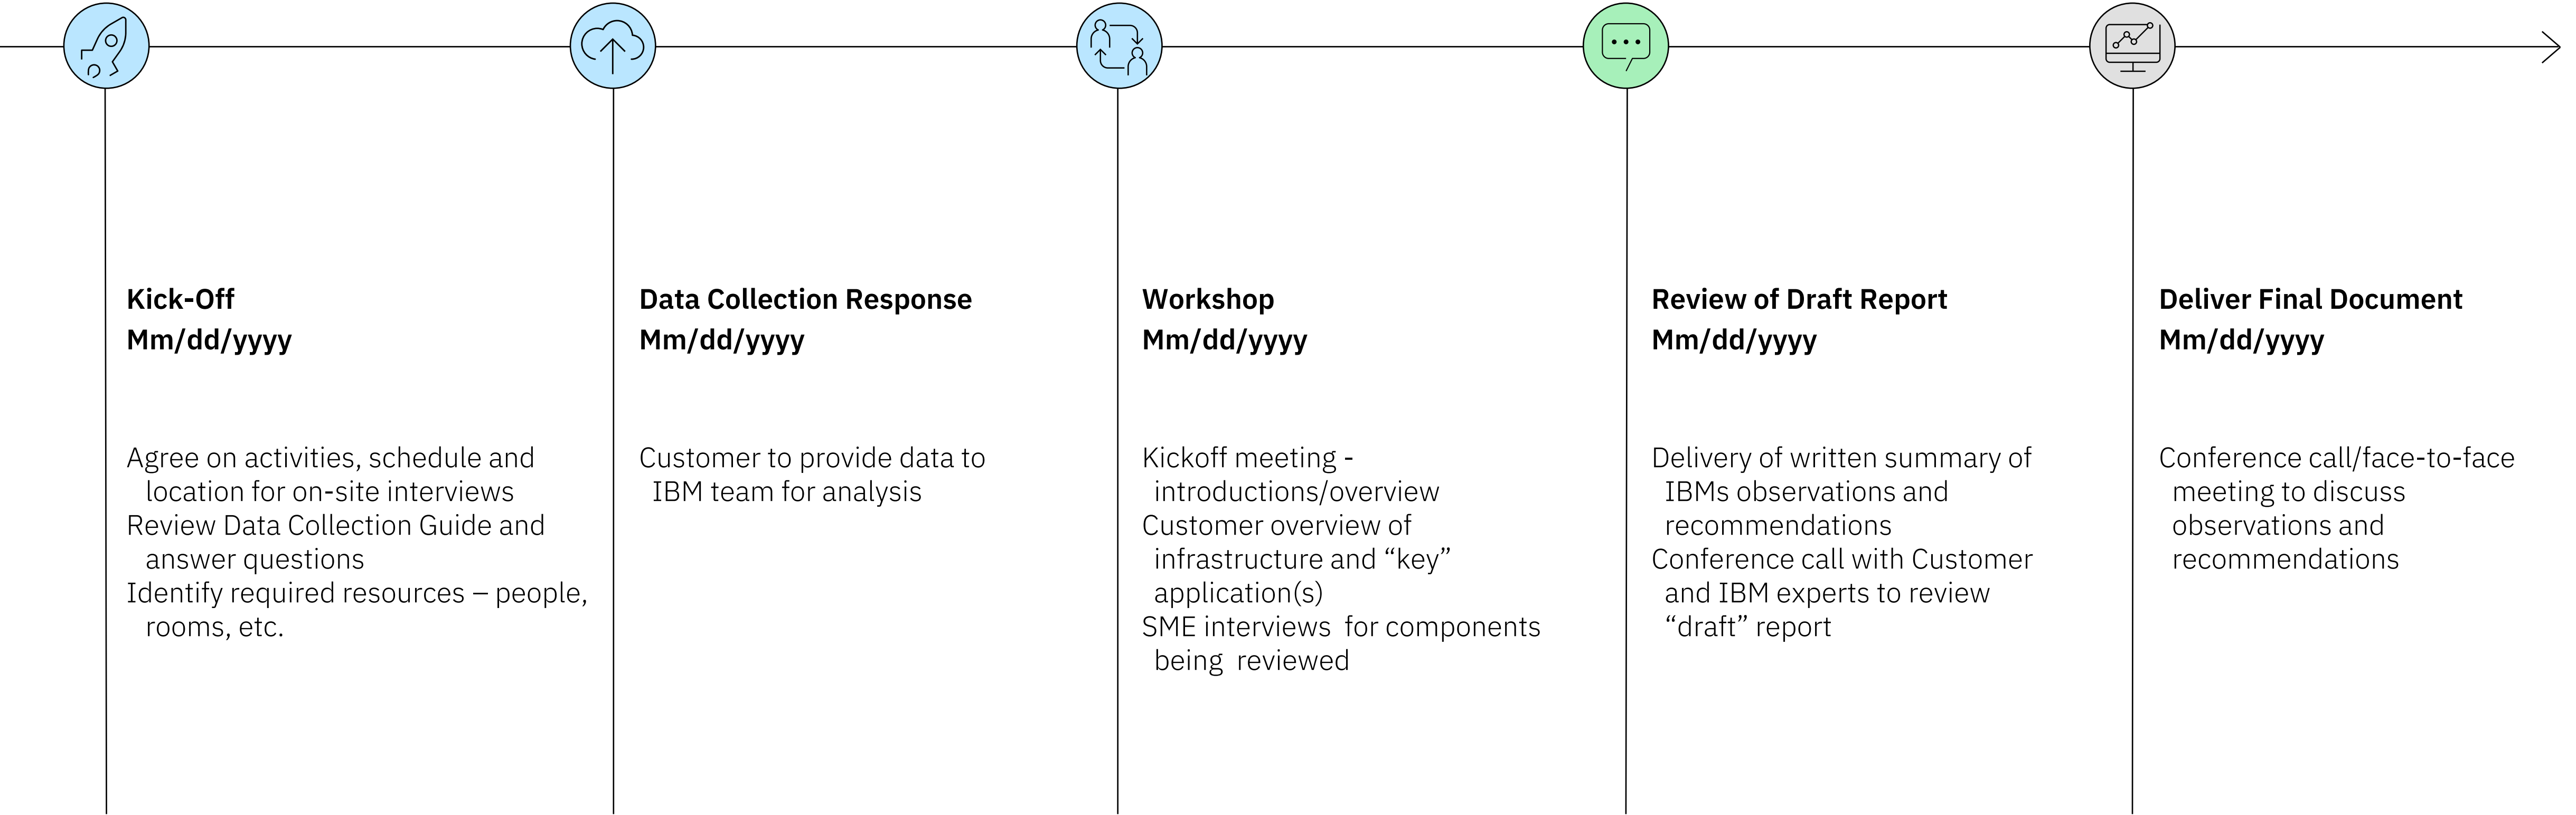 Kick-Off
Mm/dd/yyyy
Agree on activities, schedule and
location for on-site interviews
Review Data Collection Guide and
answer questions
Identify required resources – people,
rooms, etc.
Data Collection Response
Mm/dd/yyyy
Customer to provide data to
IBM team for analysis
Workshop
Mm/dd/yyyy
Kickoff meeting -
introductions/overview
Customer overview of
infrastructure and “key”
application(s)
SME interviews  for components
being  reviewed
Review of Draft Report
Mm/dd/yyyy
Delivery of written summary of
IBMs observations and
recommendations
Conference call with Customer
and IBM experts to review
“draft” report
Deliver Final Document
Mm/dd/yyyy
Conference call/face-to-face
meeting to discuss
observations and
recommendations